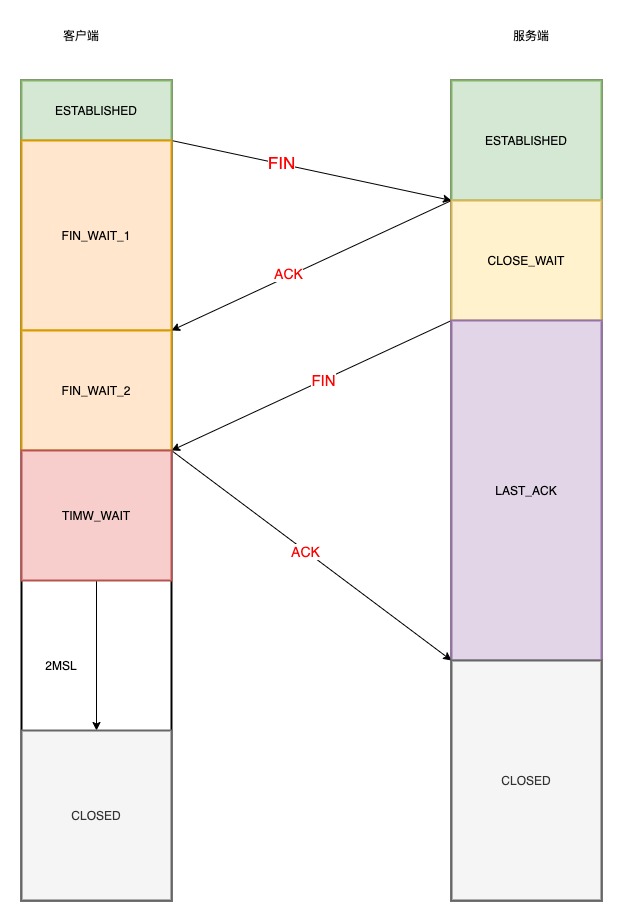 客户端
服务端
ESTABLISHED
ESTABLISHED
FIN
FIN_WAIT_1
CLOSE_WAIT
ACK
FIN
FIN_WAIT_2
LAST_ACK
TIMW_WAIT
ACK
2MSL
CLOSED
CLOSED